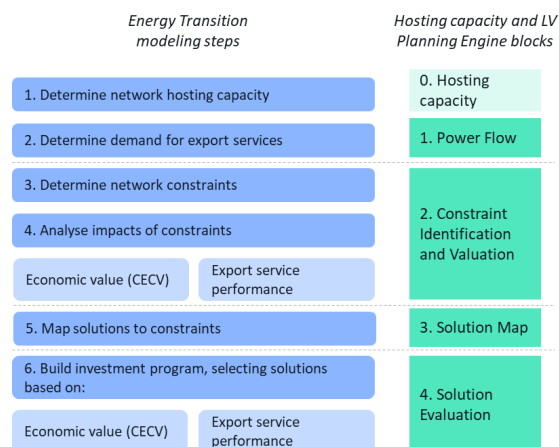 Energy Transition
modeling steps
Hosting capacity and LV
Planning Engine blocks
1. Determine network hosting capacity
0. Hosting
capacity
2. Determine demand for export services
1. Power Flow
3. Determine network constraints
4. Analyse impacts of constraints
Economic value (CECV)
Export service
performance
2. Constraint
Identification
and Valuation
5. Map solutions to constraints
3. Solution Map
6. Build investment program, selecting solutions
based on:
Economic value (CECV)
Export service
performance
4. Solution
Evaluation